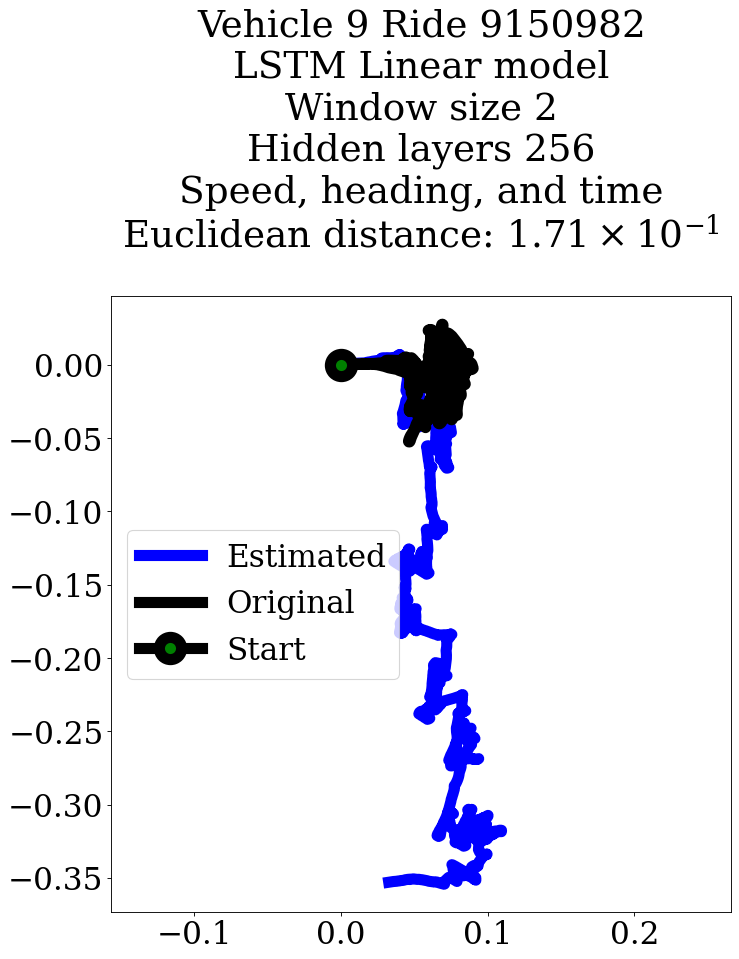 Vehicle 9 Ride 9150982
LSTM Linear model
Window size 2
Hidden layers 256
Speed, heading, and time
Euclidean distance: 1.71 × 10⁻¹
0.00
−0.05
−0.10
−0.15
−0.20
−0.25
−0.30
−0.35
Estimated
Original
Start
−0.1
0.0
0.1
0.2